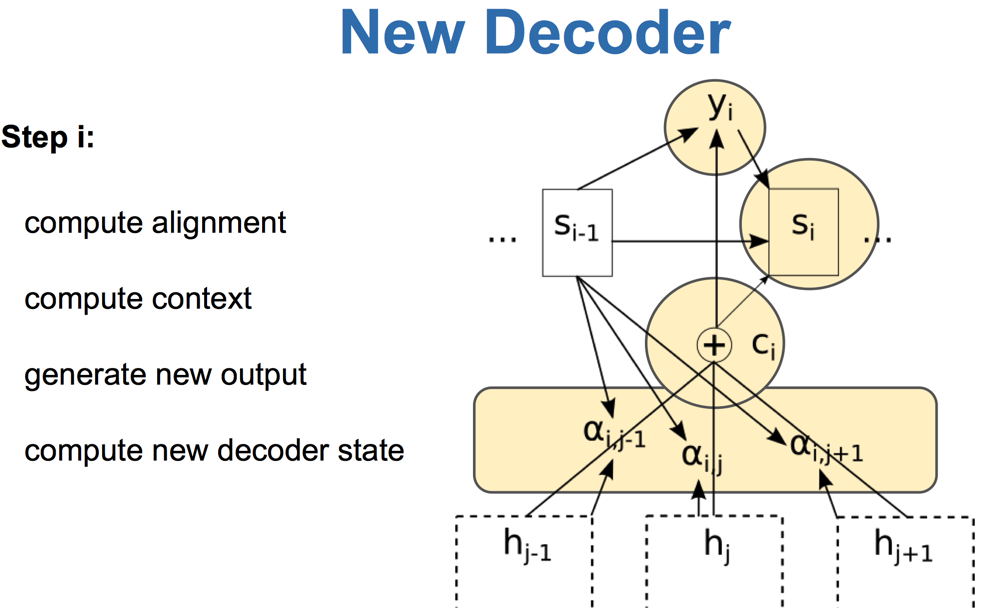 New Decoder
Step i:
compute alignment
compute context
generate new output
compute new decoder state
yi
... si-1 si ...
+ ci
αi,j-1 αi,j αi,j+1
hj-1 hj hj+1